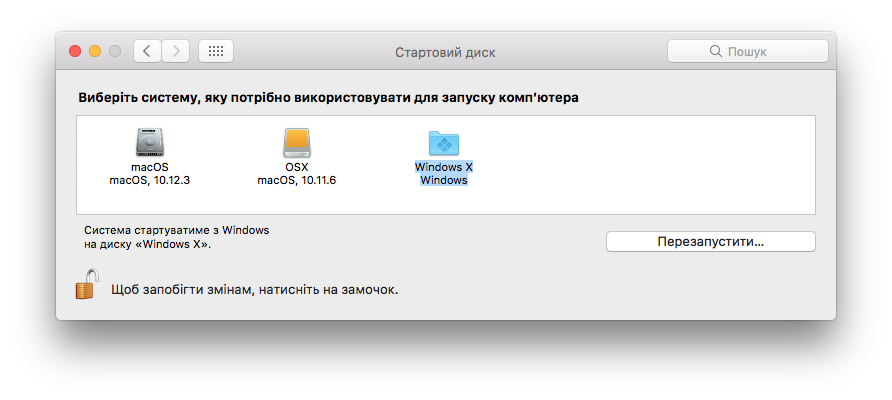 Стартовий диск
Пошук
Виберіть систему, яку потрібно використовувати для запуску комп’ютера
macOS
macOS, 10.12.3
OSX
macOS, 10.11.6
Windows X
Windows
Система стартуватиме з Windows
на диску «Windows X».
Перезапустити...
Щоб запобігти змінам, натисніть на замочок.